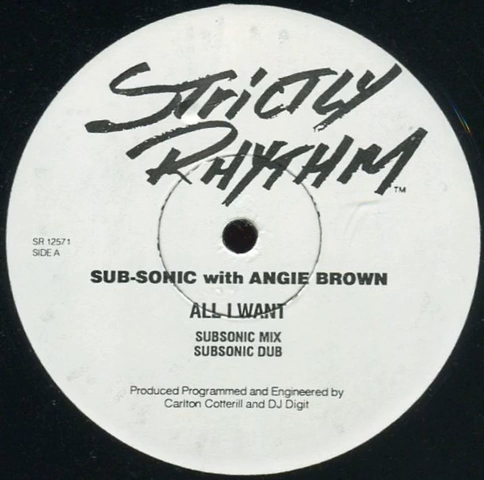 Strictly
Rhythm
TM
SR 12571
SIDE A
SUB-SONIC with ANGIE BROWN
ALL I WANT
SUBSONIC MIX
SUBSONIC DUB
Produced Programmed and Engineered by
Carlton Cotterill and DJ Digit